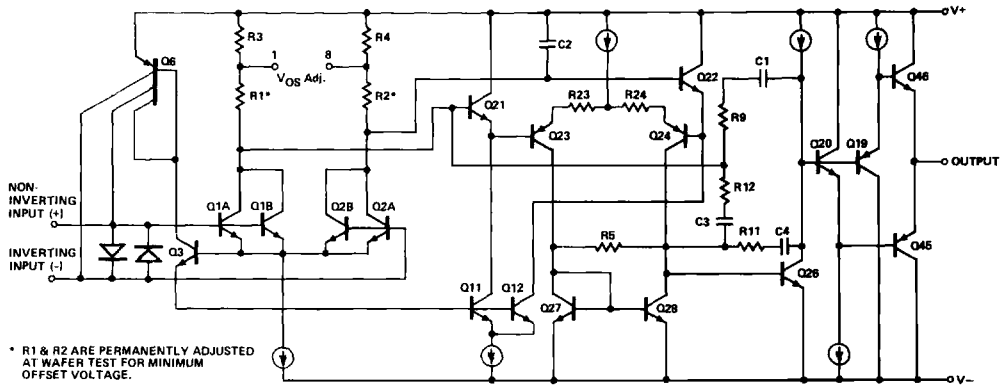 V+
R3
R4
C2
Q6
1
8
VOS Adj.
R1*
R2*
Q21
Q22
C1
Q46
R23
R24
R9
Q23
Q24
Q20
Q19
OUTPUT
R12
NON-
INVERTING
INPUT (+)
Q1A
Q1B
Q2B
Q2A
C3
R5
R11
C4
Q3
Q45
INVERTING
INPUT (-)
Q26
Q11
Q12
Q27
Q28
* R1 & R2 ARE PERMANENTLY ADJUSTED
AT WAFER TEST FOR MINIMUM
OFFSET VOLTAGE.
V-